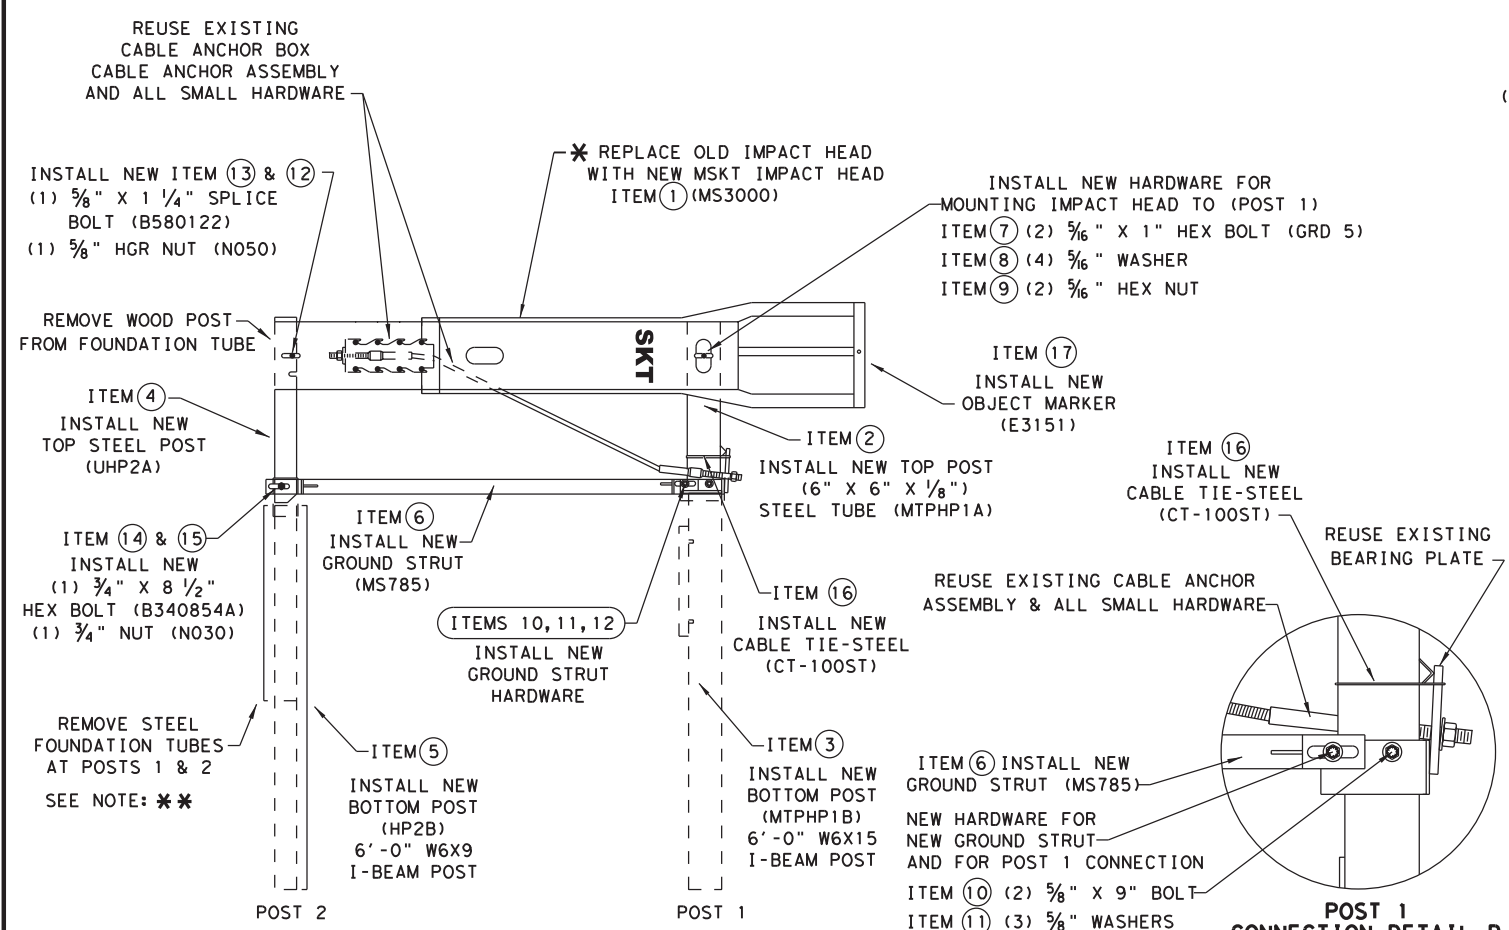 REUSE EXISTING
CABLE ANCHOR BOX
CABLE ANCHOR ASSEMBLY
AND ALL SMALL HARDWARE
INSTALL NEW ITEM 13 & 12
(1) 5/8" X 1 1/4" SPLICE
BOLT (B580122)
(1) 5/8" HGR NUT (N050)
* REPLACE OLD IMPACT HEAD
WITH NEW MSKT IMPACT HEAD
ITEM 1 (MS3000)
INSTALL NEW HARDWARE FOR
MOUNTING IMPACT HEAD TO (POST 1)
ITEM 7 (2) 5/16" X 1" HEX BOLT (GRD 5)
ITEM 8 (4) 5/16" WASHER
ITEM 9 (2) 5/16" HEX NUT
REMOVE WOOD POST
FROM FOUNDATION TUBE
SKT
ITEM 17
INSTALL NEW
OBJECT MARKER
(E3151)
ITEM 4
INSTALL NEW
TOP STEEL POST
(UHP2A)
ITEM 2
INSTALL NEW TOP POST
(6" X 6" X 1/8")
STEEL TUBE (MTPHP1A)
ITEM 16
INSTALL NEW
CABLE TIE-STEEL
(CT-100ST)
REUSE EXISTING
BEARING PLATE
ITEM 14 & 15
INSTALL NEW
(1) 3/4" X 8 1/2"
HEX BOLT (B340854A)
(1) 3/4" NUT (N030)
ITEM 6
INSTALL NEW
GROUND STRUT
(MS785)
ITEMS 10, 11, 12
INSTALL NEW
GROUND STRUT
HARDWARE
ITEM 16
INSTALL NEW
CABLE TIE-STEEL
(CT-100ST)
REUSE EXISTING CABLE ANCHOR
ASSEMBLY & ALL SMALL HARDWARE
REMOVE STEEL
FOUNDATION TUBES
AT POSTS 1 & 2
SEE NOTE: * *
ITEM 5
INSTALL NEW
BOTTOM POST
(HP2B)
6'-0" W6X9
I-BEAM POST
ITEM 3
INSTALL NEW
BOTTOM POST
(MTPHP1B)
6'-0" W6X15
I-BEAM POST
ITEM 6 INSTALL NEW
GROUND STRUT (MS785)
NEW HARDWARE FOR
NEW GROUND STRUT
AND FOR POST 1 CONNECTION
ITEM 10 (2) 5/8" X 9" BOLT
ITEM 11 (3) 5/8" WASHERS
POST 2
POST 1
POST 1
CONNECTION DETAIL